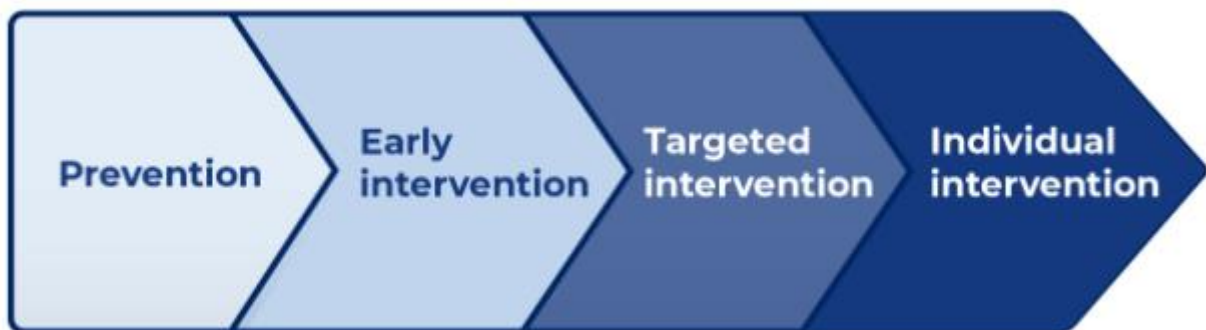 Prevention
Early
intervention
Targeted
intervention
Individual
intervention